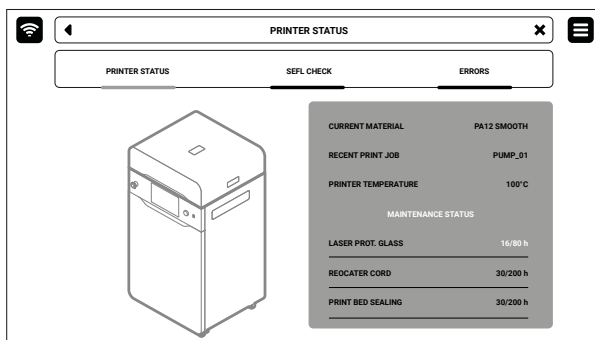 PRINTER STATUS
PRINTER STATUS SEFL CHECK ERRORS
CURRENT MATERIAL PA12 SMOOTH
RECENT PRINT JOB PUMP_01
PRINTER TEMPERATURE 100°C
MAINTENANCE STATUS
LASER PROT. GLASS 16/80 h
REOCATER CORD 30/200 h
PRINT BED SEALING 30/200 h